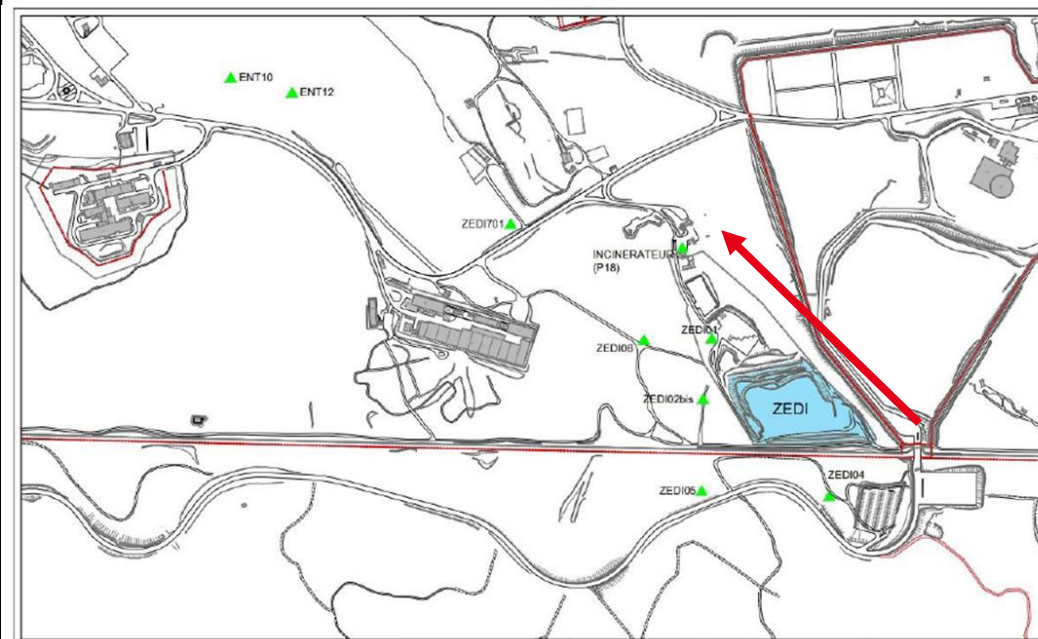 ENT10
ENT12
ZEDI701
INCINERATEUR
(P18)
ZEDI01
ZEDI06
ZEDI02bis
ZEDI
ZEDI04
ZEDI05